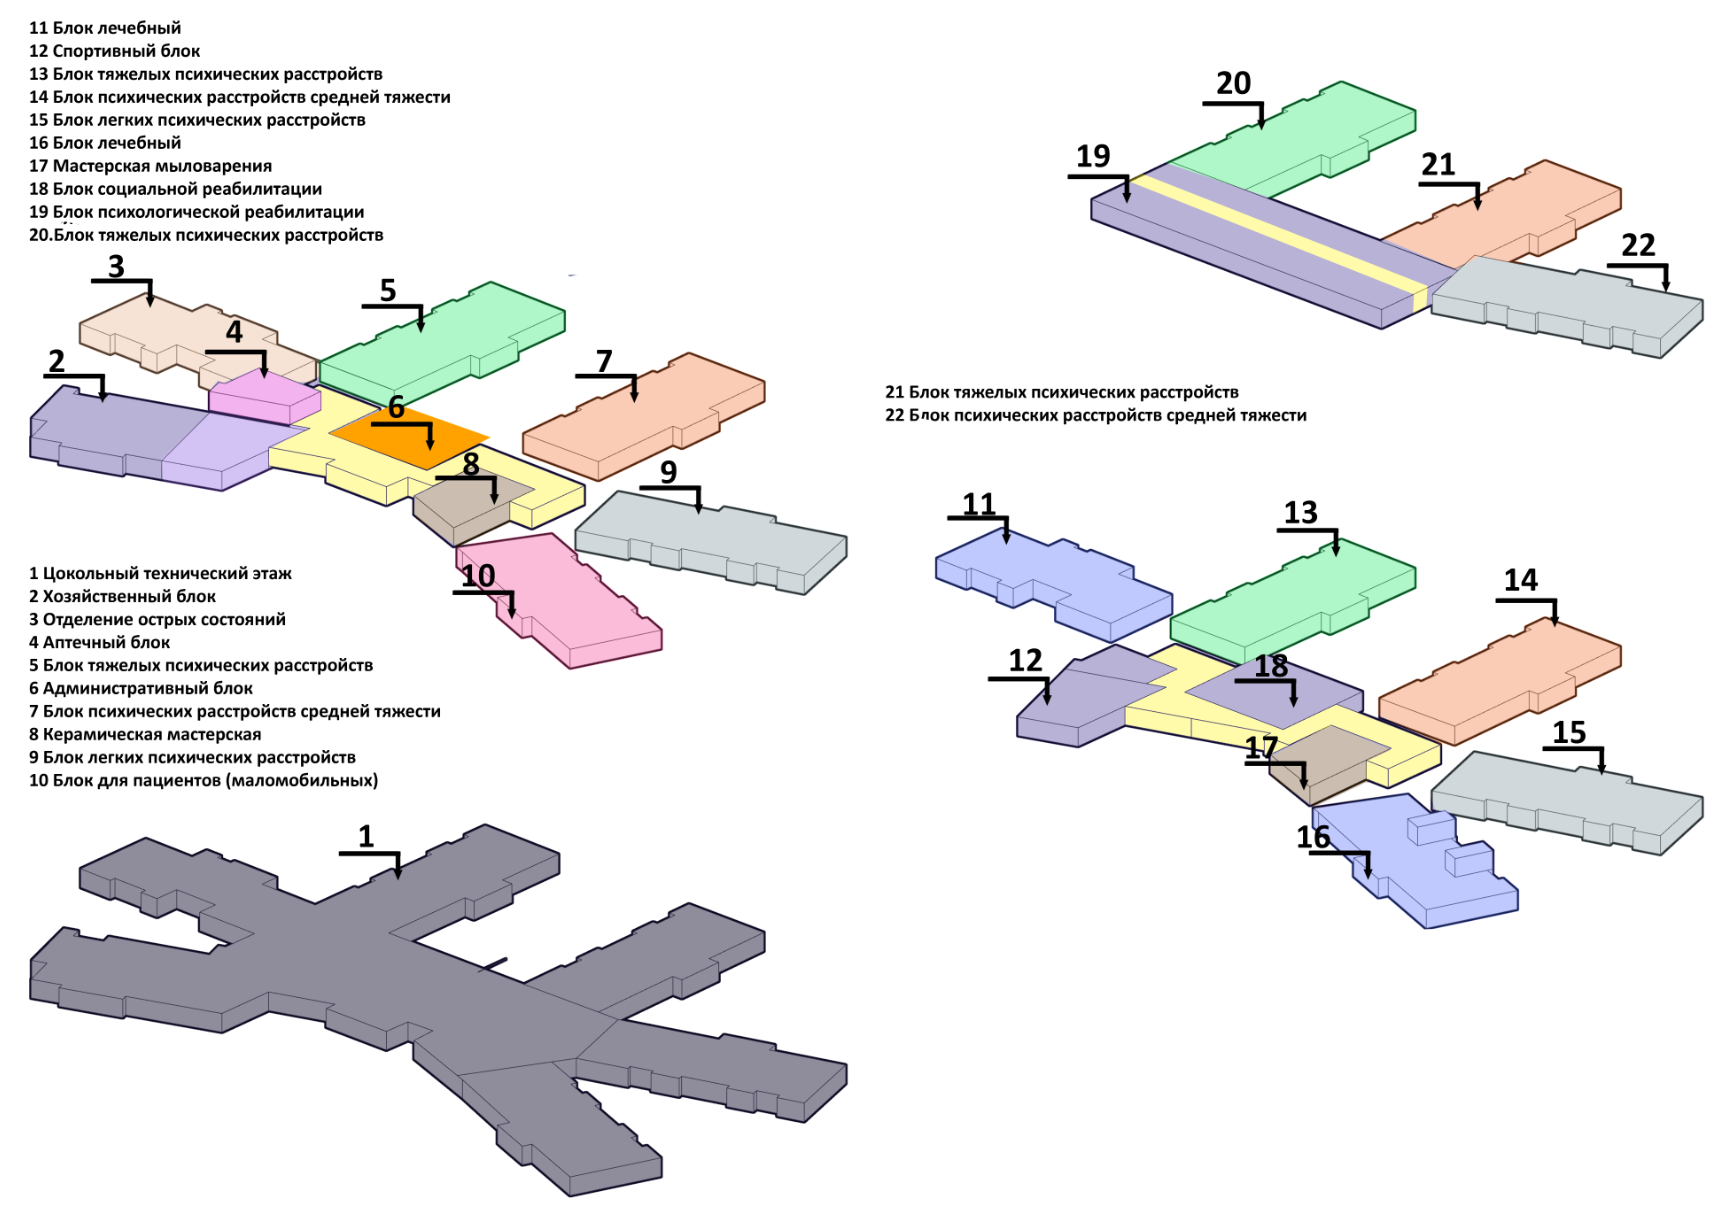 11 Блок лечебный
12 Спортивный блок
13 Блок тяжелых психических расстройств
14 Блок психических расстройств средней тяжести
15 Блок легких психических расстройств
16 Блок лечебный
17 Мастерская мыловарения
18 Блок социальной реабилитации
19 Блок психологической реабилитации
20.Блок тяжелых психических расстройств
3
5
4
2
7
6
8
9
10
20
19
21
22
21 Блок тяжелых психических расстройств
22 Блок психических расстройств средней тяжести
1 Цокольный технический этаж
2 Хозяйственный блок
3 Отделение острых состояний
4 Аптечный блок
5 Блок тяжелых психических расстройств
6 Административный блок
7 Блок психических расстройств средней тяжести
8 Керамическая мастерская
9 Блок легких психических расстройств
10 Блок для пациентов (маломобильных)
11
13
14
12
18
15
17
16
1